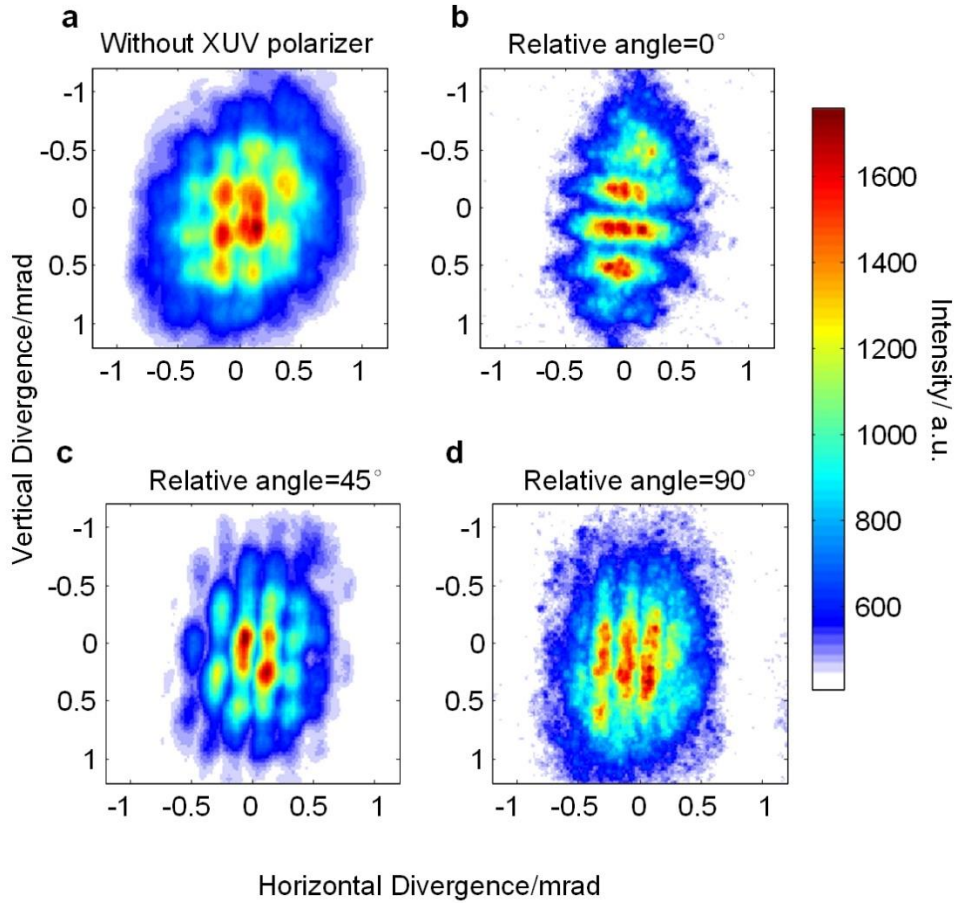 a
Without XUV polarizer
b
Relative angle=0°
-1
-0.5
0
0.5
1
-1 -0.5 0 0.5 1
-1
-0.5
0
0.5
1
-1 -0.5 0 0.5 1
c
Relative angle=45°
d
Relative angle=90°
-1
-0.5
0
0.5
1
-1 -0.5 0 0.5 1
-1
-0.5
0
0.5
1
-1 -0.5 0 0.5 1
1600
1400
1200
1000
800
600
Intensity/ a.u.
Vertical Divergence/mrad
Horizontal Divergence/mrad